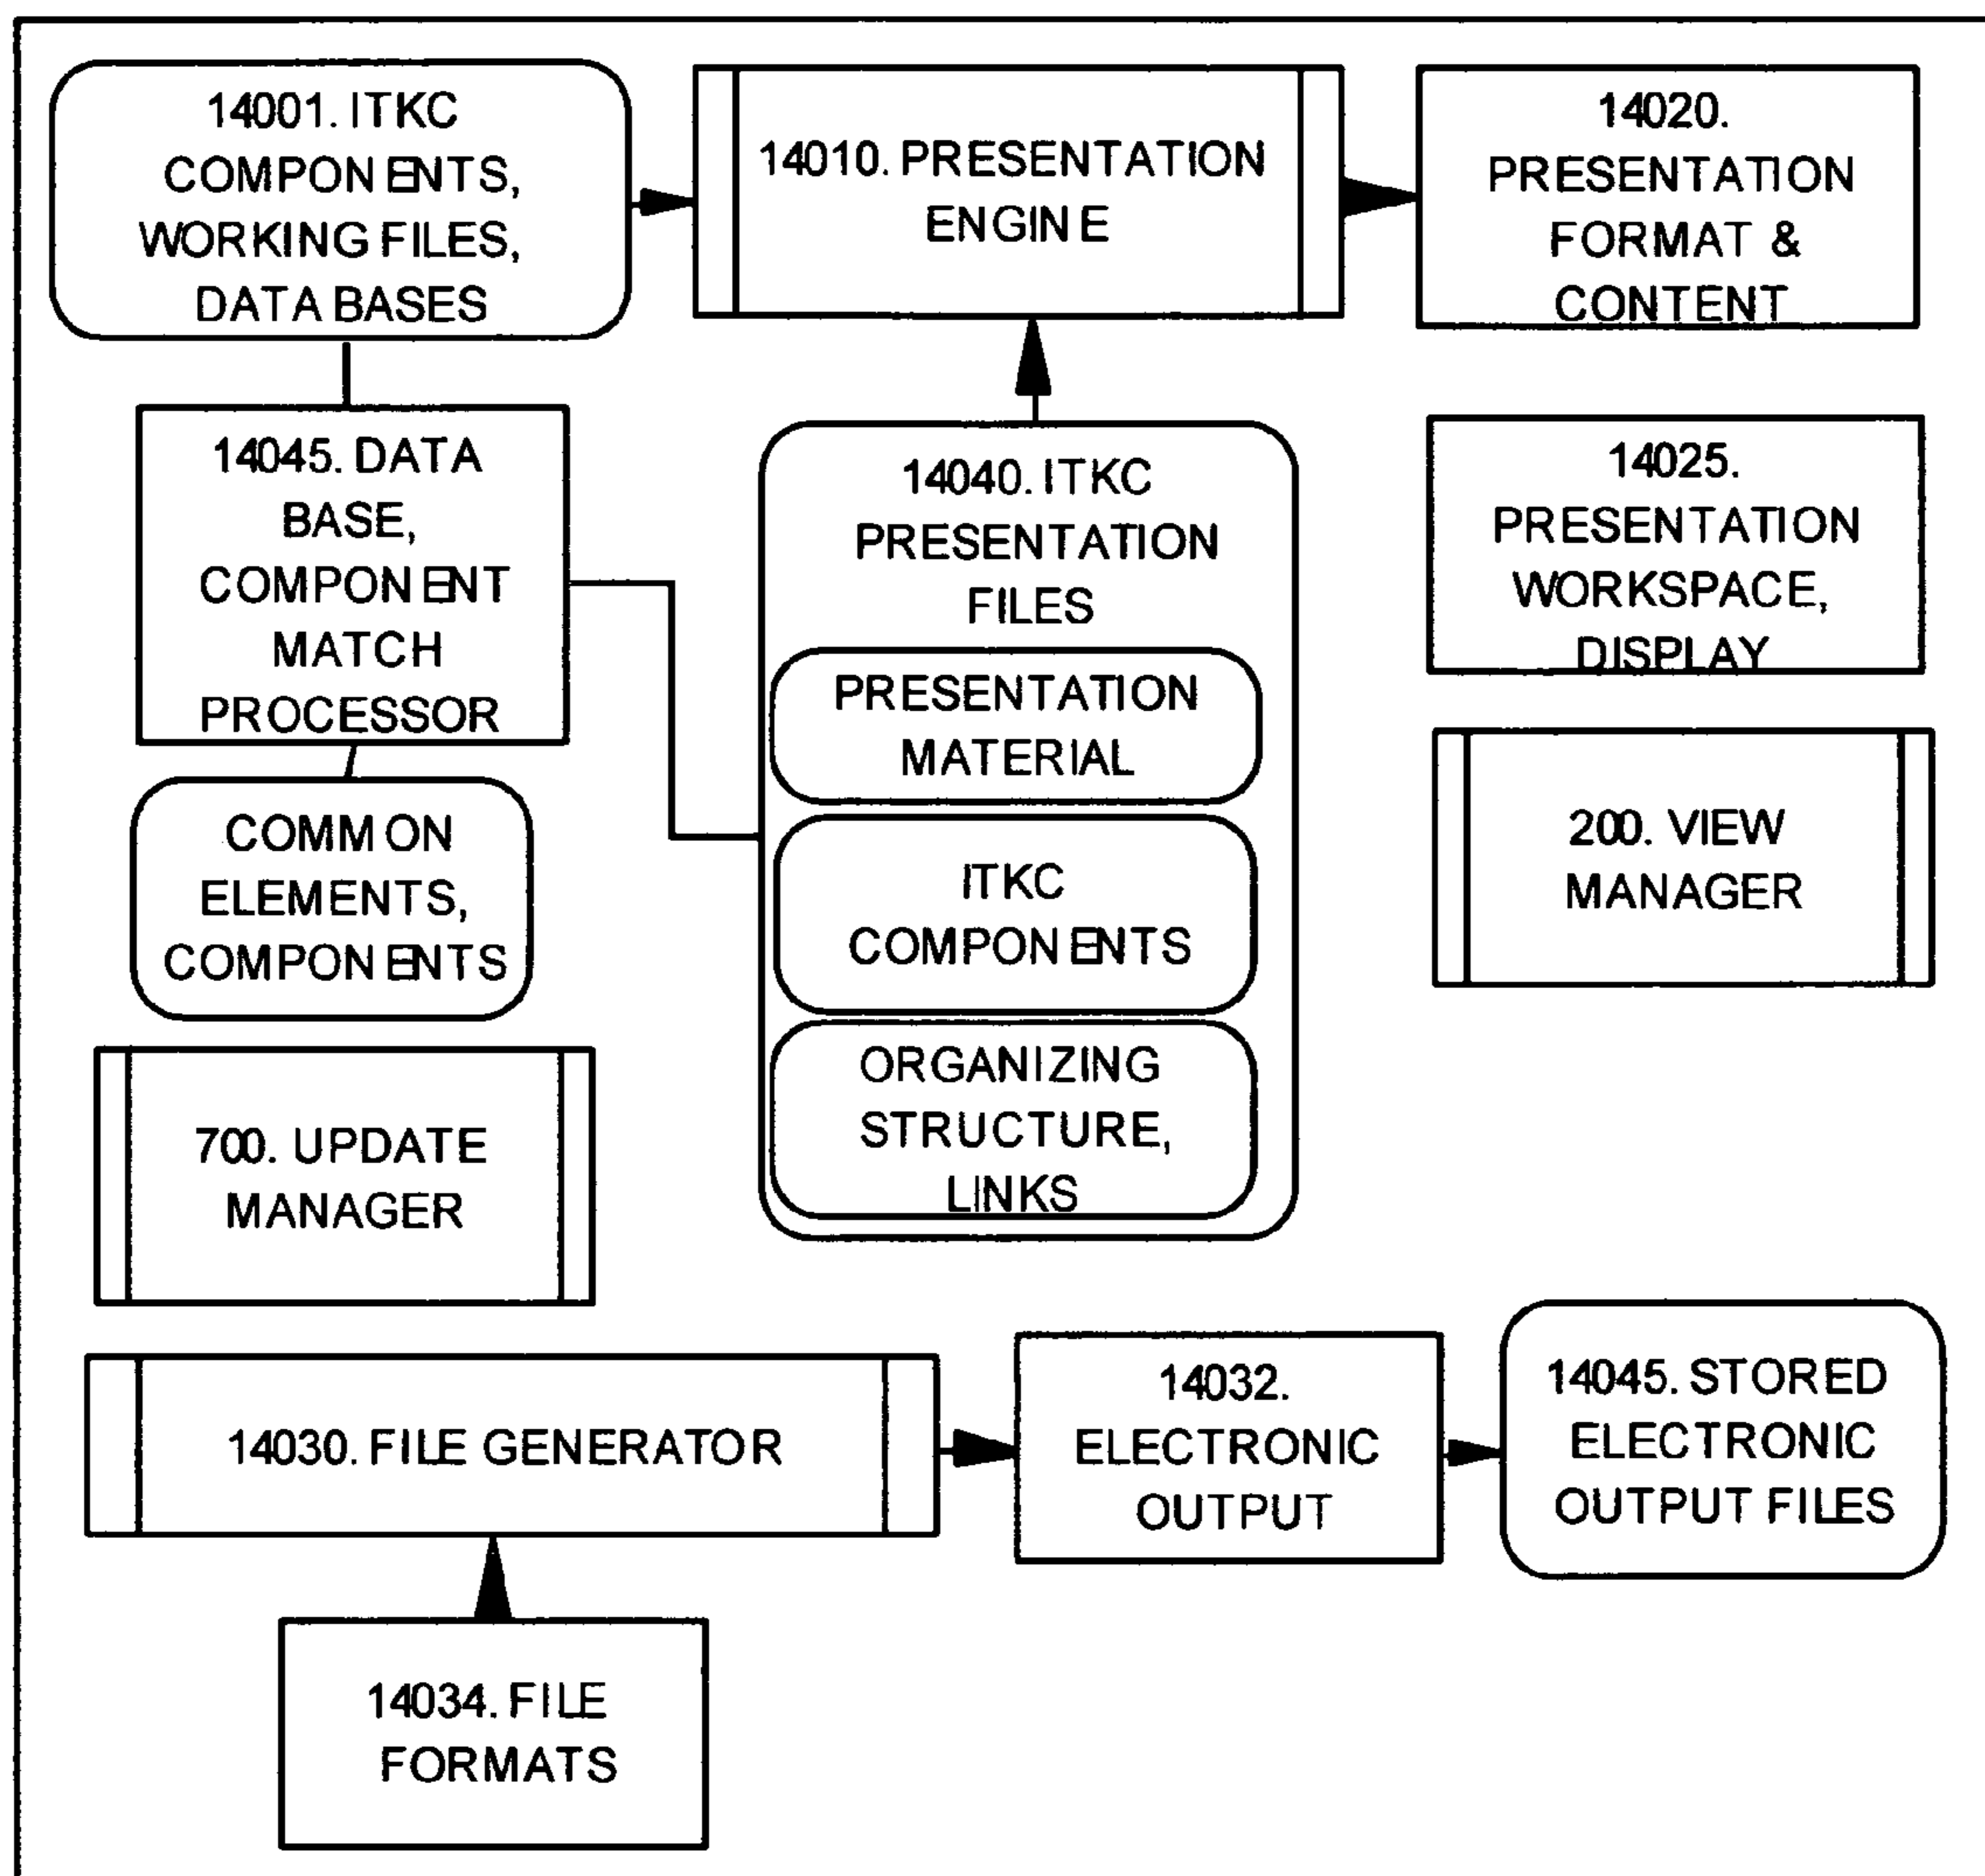 14001. ITKC
COMPONENTS,
WORKING FILES,
DATA BASES
14010. PRESENTATION
ENGINE
14020.
PRESENTATION
FORMAT &
CONTENT
14045. DATA
BASE,
COMPONENT
MATCH
PROCESSOR
14040. ITKC
PRESENTATION
FILES
PRESENTATION
MATERIAL
ITKC
COMPONENTS
ORGANIZING
STRUCTURE,
LINKS
14025.
PRESENTATION
WORKSPACE,
DISPLAY
COMMON
ELEMENTS,
COMPONENTS
200. VIEW
MANAGER
700. UPDATE
MANAGER
14030. FILE GENERATOR
14032.
ELECTRONIC
OUTPUT
14045. STORED
ELECTRONIC
OUTPUT FILES
14034. FILE
FORMATS